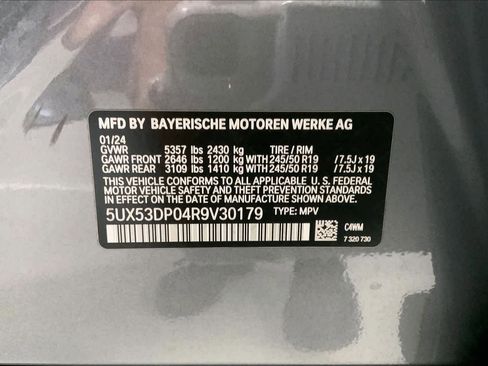 MFD BY BAYERISCHE MOTOREN WERKE AG
01/24
GVWR 5357 lbs 2430 kg TIRE / RIM
GAWR FRONT 2646 lbs 1200 kg WITH 245/50 R19 /7.5J x 19
GAWR REAR 3109 lbs 1410 kg WITH 245/50 R19 /7.5J x 19
THIS VEHICLE CONFORMS TO ALL APPLICABLE U.S. FEDERAL
MOTOR VEHICLE SAFETY AND THEFT PREVENTION STANDARDS
IN EFFECT ON THE DATE OF MANUFACTURE SHOWN ABOVE.
5UX53DP04R9V30179 TYPE: MPV
C4WM
7 320 730